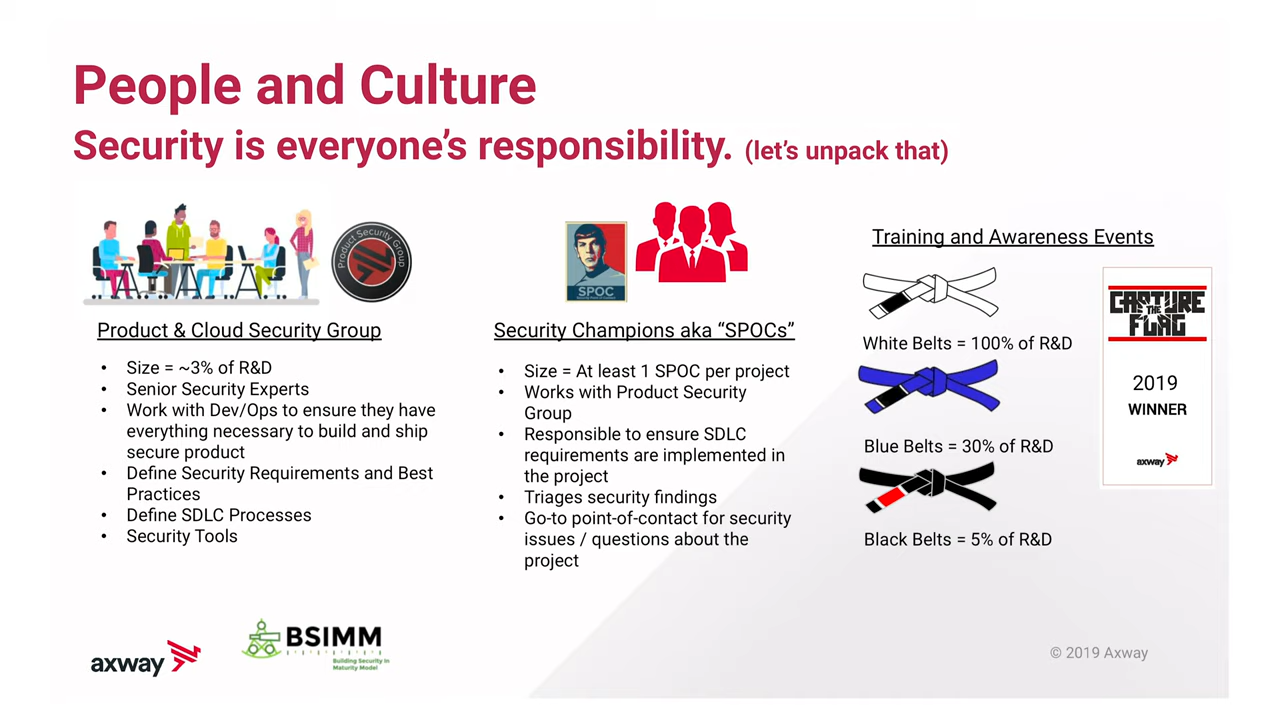 People and Culture
Security is everyone's responsibility. (let's unpack that)
Product Security Group
Product & Cloud Security Group
• Size = ~3% of R&D
• Senior Security Experts
• Work with Dev/Ops to ensure they have
everything necessary to build and ship
secure product
• Define Security Requirements and Best
Practices
• Define SDLC Processes
• Security Tools
SPOC
Security Champions aka “SPOCs”
• Size = At least 1 SPOC per project
• Works with Product Security
Group
• Responsible to ensure SDLC
requirements are implemented in
the project
• Triages security findings
• Go-to point-of-contact for security
issues / questions about the
project
Training and Awareness Events
White Belts = 100% of R&D
Blue Belts = 30% of R&D
Black Belts = 5% of R&D
CAPTURE
THE
FLAG
2019
WINNER
axway
axway
BSIMM
Building Security In
Maturity Model
© 2019 Axway